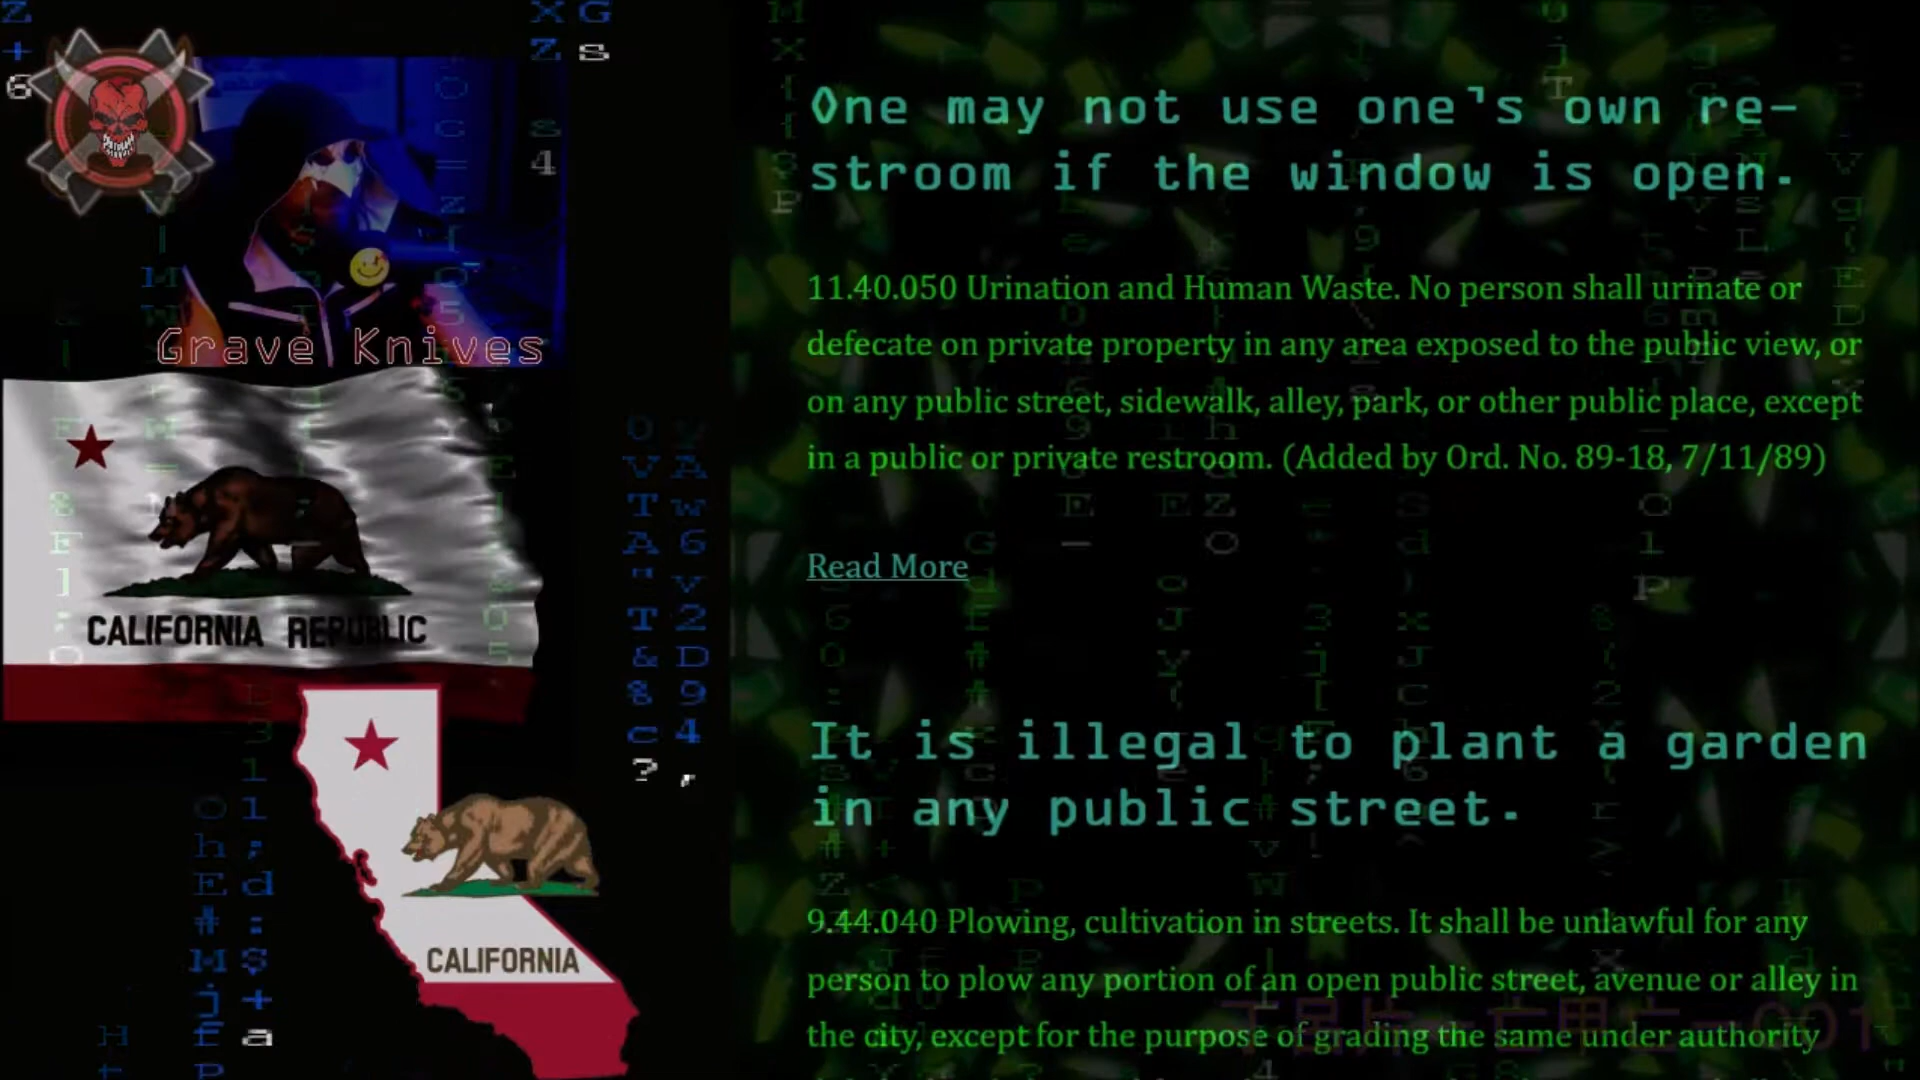 Grave Knives
CALIFORNIA REPUBLIC
CALIFORNIA
One may not use one's own re-
stroom if the window is open.
11.40.050 Urination and Human Waste. No person shall urinate or
defecate on private property in any area exposed to the public view, or
on any public street, sidewalk, alley, park, or other public place, except
in a public or private restroom. (Added by Ord. No. 89-18, 7/11/89)
Read More
It is illegal to plant a garden
in any public street.
9.44.040 Plowing, cultivation in streets. It shall be unlawful for any
person to plow any portion of an open public street, avenue or alley in
the city, except for the purpose of grading the same under authority